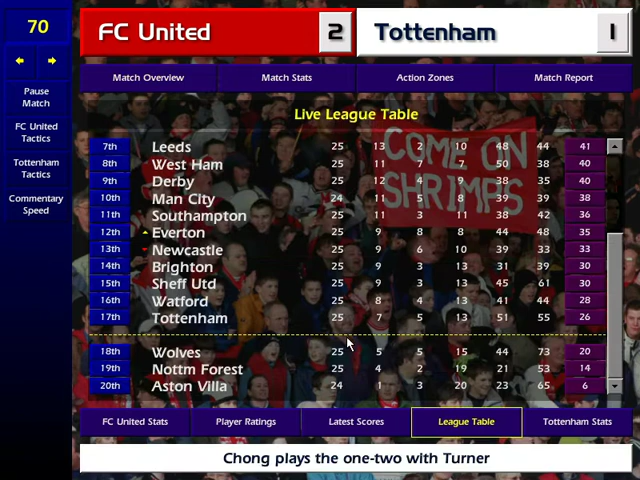 70
FC United 2 Tottenham 1
Match Overview Match Stats Action Zones Match Report
Pause Match
FC United Tactics
Tottenham Tactics
Commentary Speed
Live League Table
COME ON
SHRIMPS
7th Leeds 25 13 2 10 48 44 41
8th West Ham 25 11 7 7 50 38 40
9th Derby 25 12 4 9 38 35 40
10th Man City 24 11 5 8 39 39 38
11th Southampton 25 11 3 11 38 42 36
12th Everton 25 9 8 8 44 48 35
13th Newcastle 25 9 6 10 39 33 33
14th Brighton 25 9 3 13 31 39 30
15th Sheff Utd 25 9 3 13 45 61 30
16th Watford 25 8 4 13 41 44 28
17th Tottenham 25 7 5 13 51 55 26
18th Wolves 25 5 5 15 44 73 20
19th Nottm Forest 25 4 2 19 21 53 14
20th Aston Villa 24 1 3 20 23 65 6
FC United Stats Player Ratings Latest Scores League Table Tottenham Stats
Chong plays the one-two with Turner